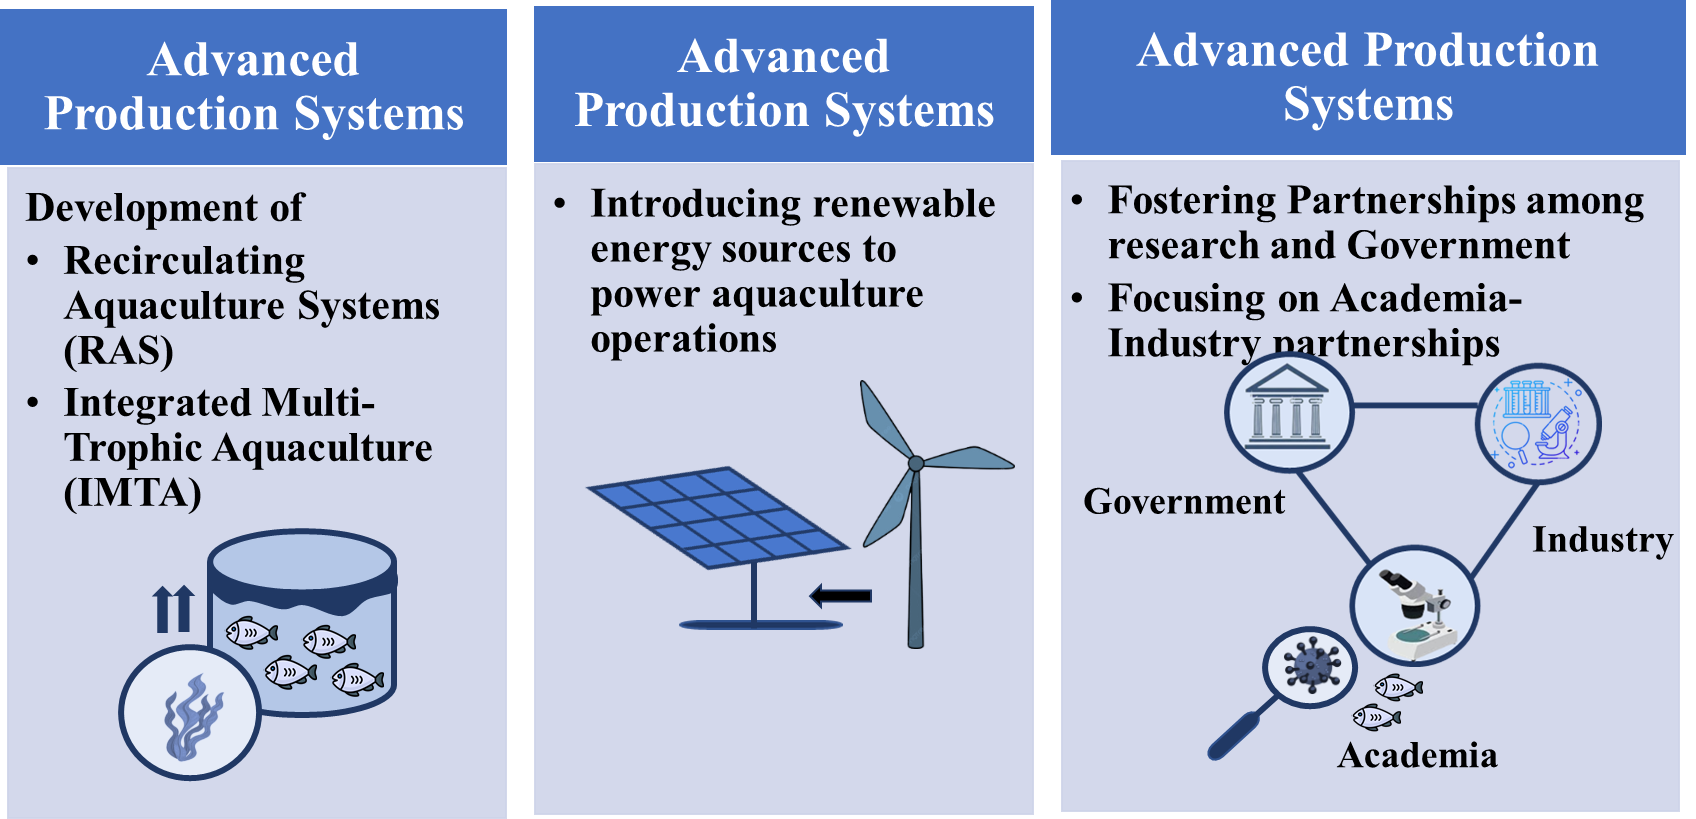 Advanced
Production Systems
Development of
• Recirculating
Aquaculture Systems
(RAS)
• Integrated Multi-
Trophic Aquaculture
(IMTA)
Advanced
Production Systems
• Introducing renewable
energy sources to
power aquaculture
operations
Advanced Production
Systems
• Fostering Partnerships among
research and Government
• Focusing on Academia-
Industry partnerships
Government
Industry
Academia